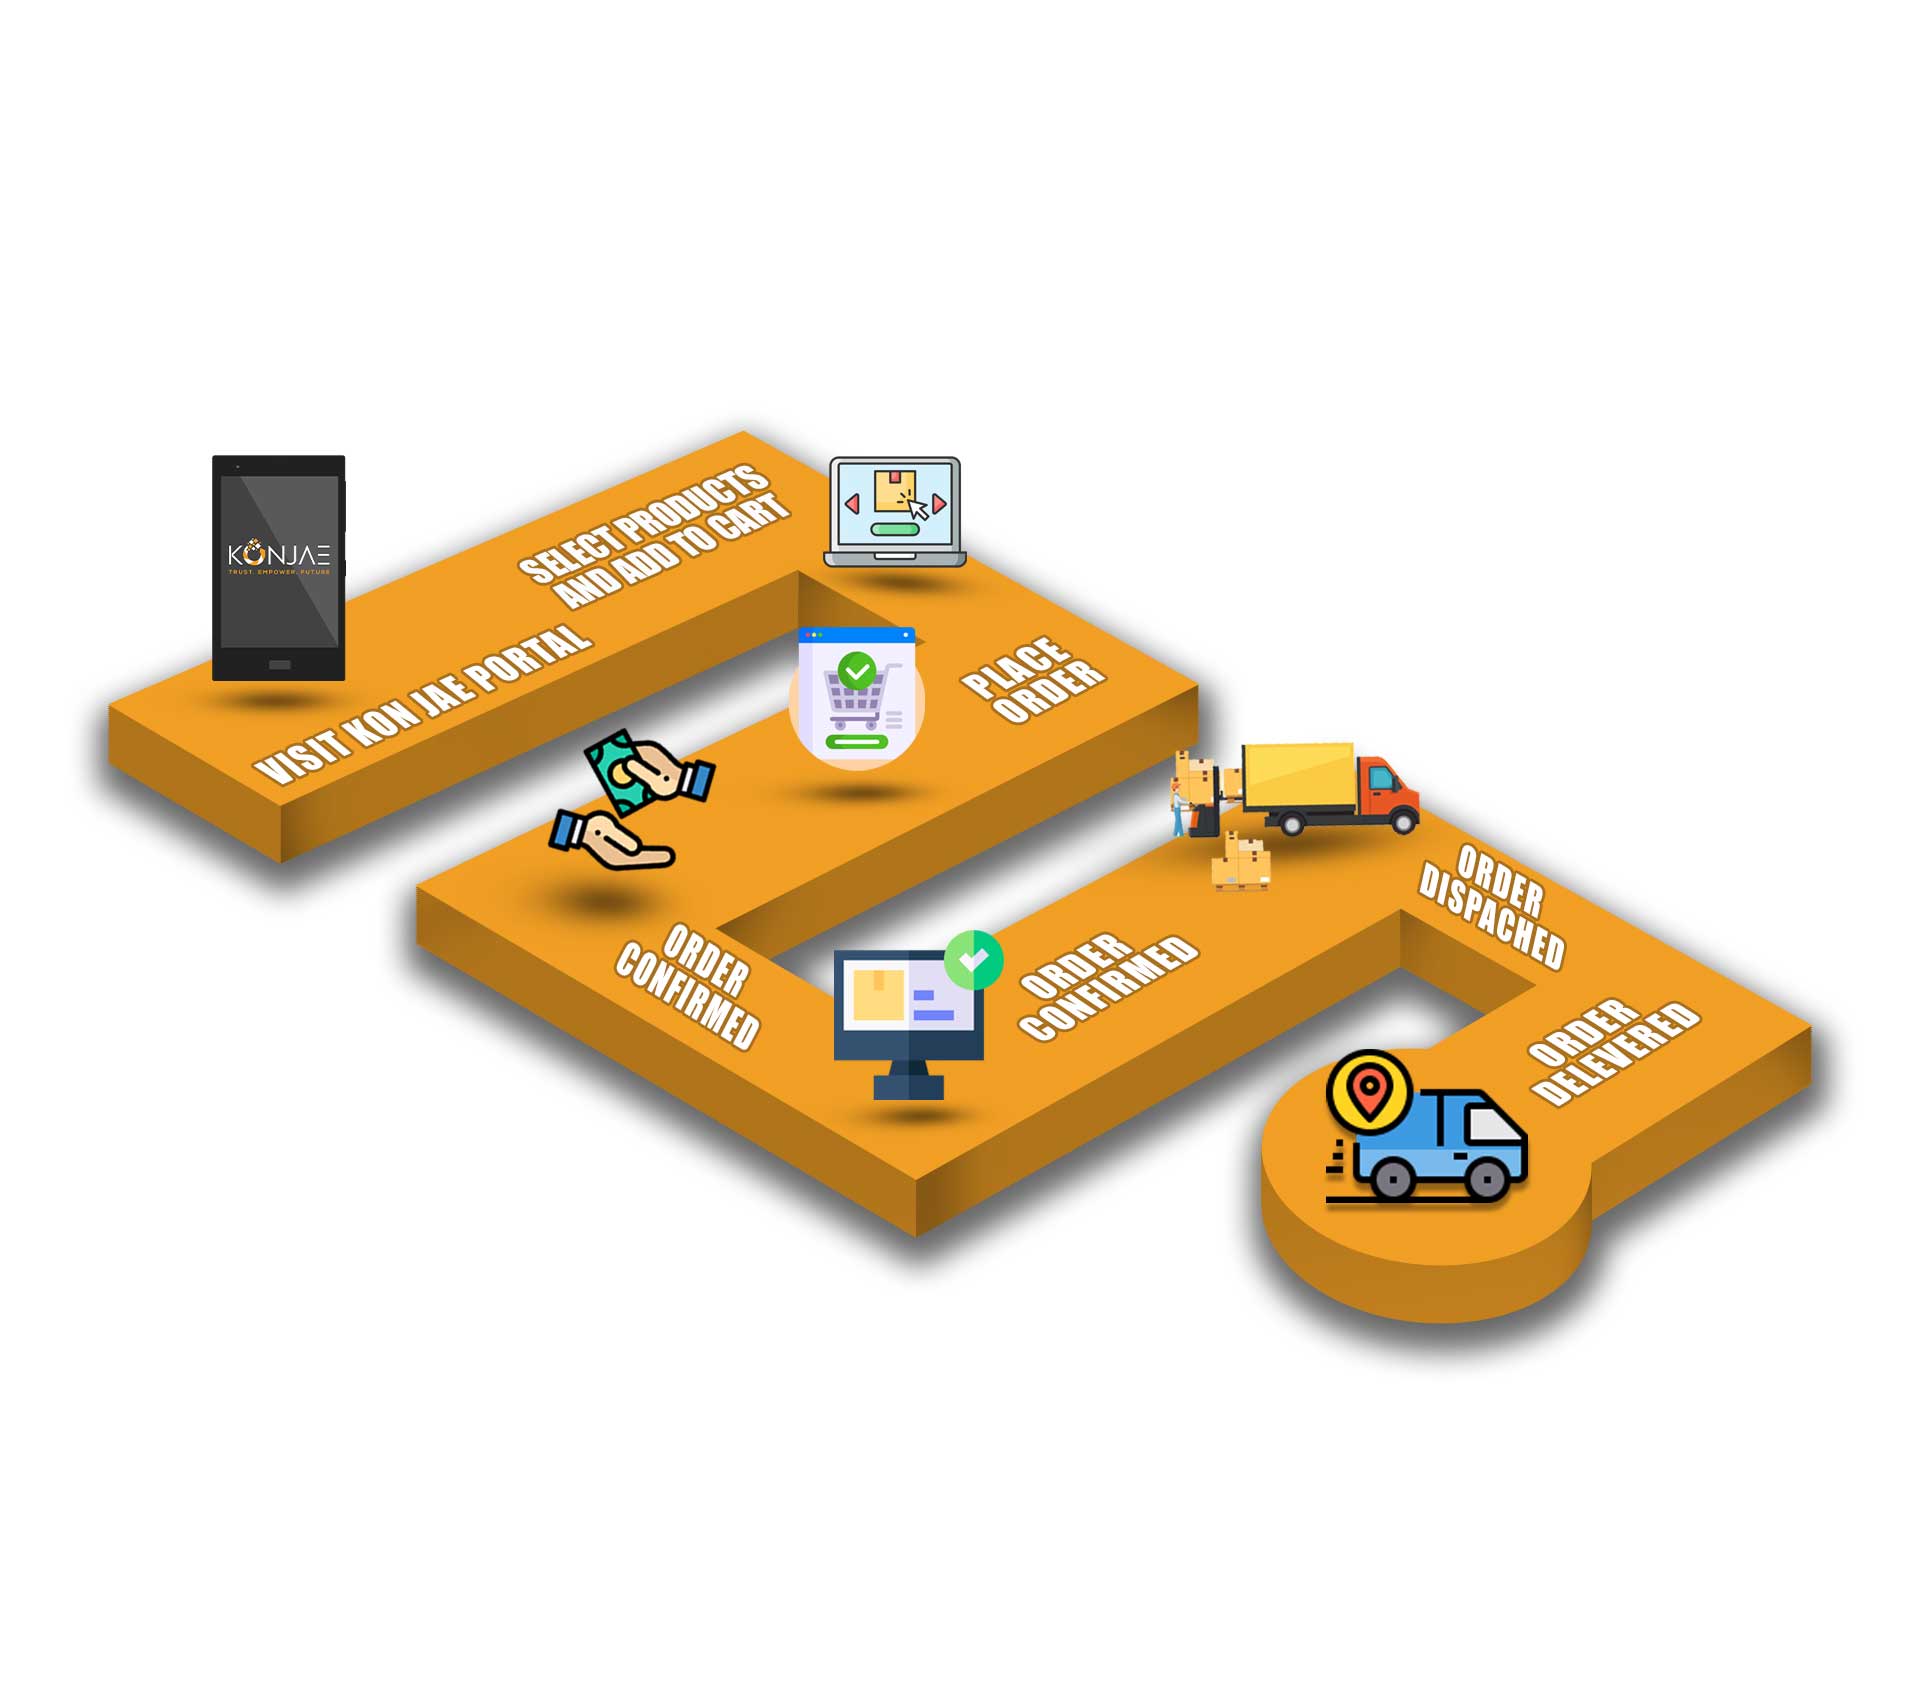 KONJAE
TRUST. EMPOWER. FUTURE
VISIT KON JAE PORTAL
SELECT PRODUCTS
AND ADD TO CART
PLACE
ORDER
ORDER
CONFIRMED
ORDER
CONFIRMED
ORDER
DISPACHED
ORDER
DELEVERED